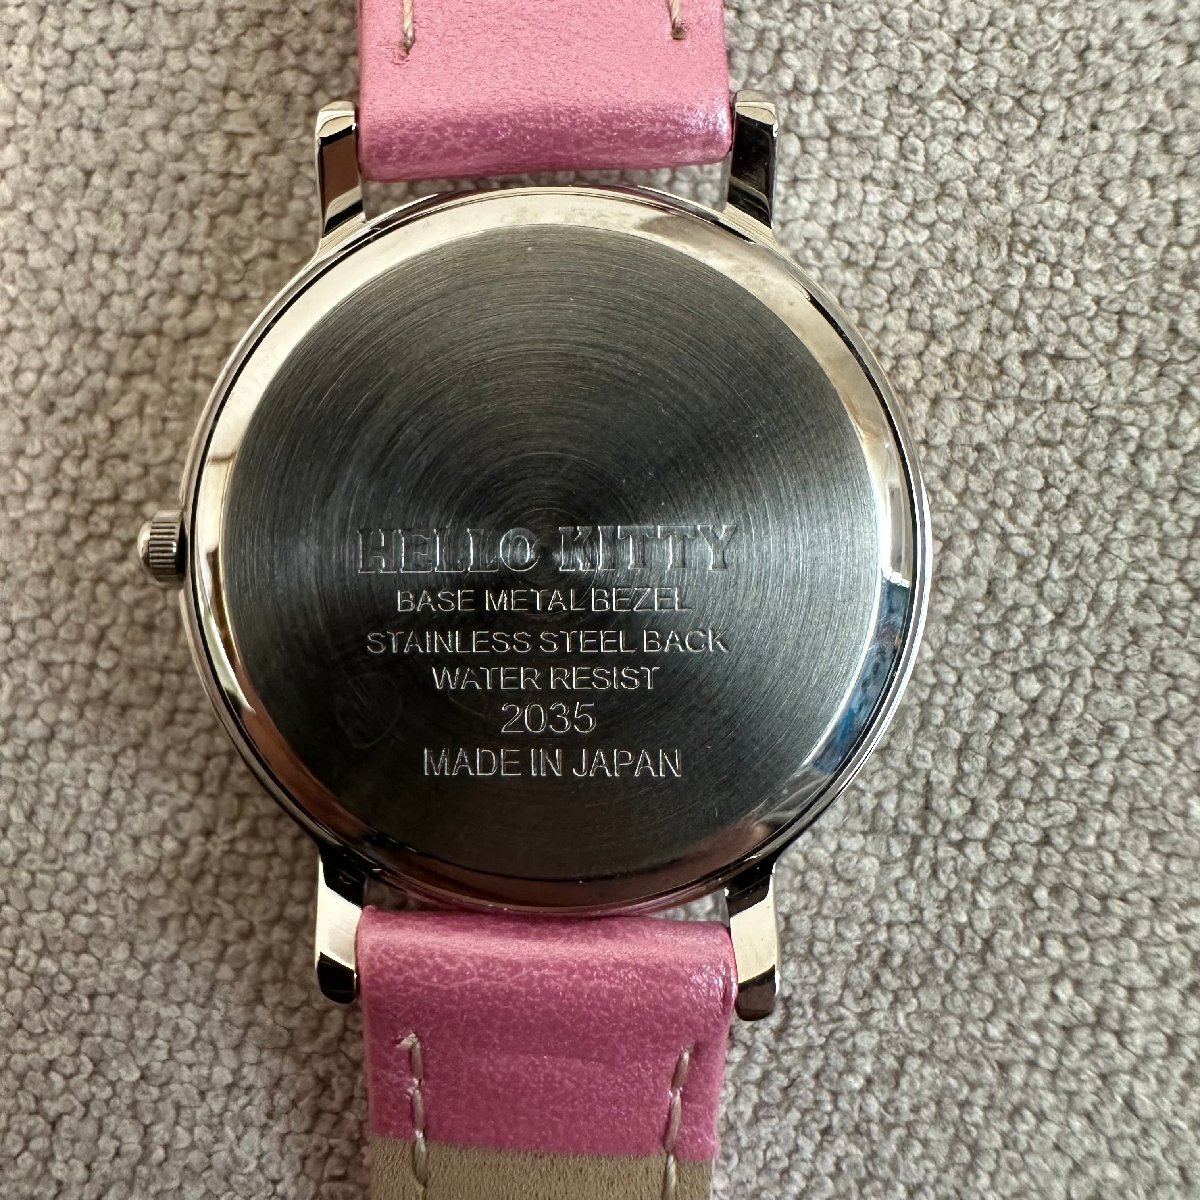 HELLO KITTY
BASE METAL BEZEL
STAINLESS STEEL BACK
WATER RESIST
2035
MADE IN JAPAN